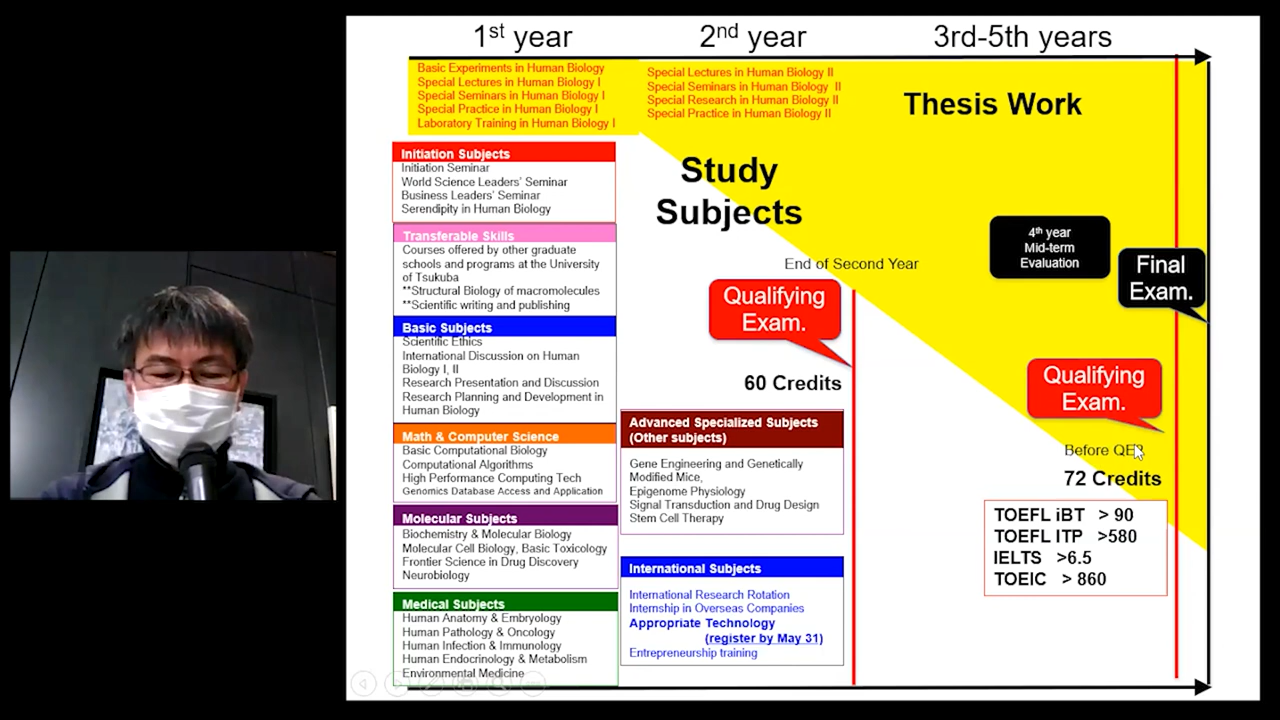 1st year
2nd year
3rd-5th years
Basic Experiments in Human Biology
Special Lectures in Human Biology I
Special Seminars in Human Biology I
Special Practice in Human Biology I
Laboratory Training in Human Biology I
Special Lectures in Human Biology II
Special Seminars in Human Biology II
Special Research in Human Biology II
Special Practice in Human Biology II
Thesis Work
Study
Subjects
Initiation Subjects
Initiation Seminar
World Science Leaders' Seminar
Business Leaders' Seminar
Serendipity in Human Biology
Transferable Skills
Courses offered by other graduate
schools and programs at the University
of Tsukuba
**Structural Biology of macromolecules
**Scientific writing and publishing
Basic Subjects
Scientific Ethics
International Discussion on Human
Biology I, II
Research Presentation and Discussion
Research Planning and Development in
Human Biology
Math & Computer Science
Basic Computational Biology
Computational Algorithms
High Performance Computing Tech
Genomics Database Access and Application
Molecular Subjects
Biochemistry & Molecular Biology
Molecular Cell Biology, Basic Toxicology
Frontier Science in Drug Discovery
Neurobiology
Medical Subjects
Human Anatomy & Embryology
Human Pathology & Oncology
Human Infection & Immunology
Human Endocrinology & Metabolism
Environmental Medicine
End of Second Year
Qualifying
Exam.
60 Credits
Advanced Specialized Subjects
(Other subjects)
Gene Engineering and Genetically
Modified Mice,
Epigenome Physiology
Signal Transduction and Drug Design
Stem Cell Therapy
International Subjects
International Research Rotation
Internship in Overseas Companies
Appropriate Technology
(register by May 31)
Entrepreneurship training
4th year
Mid-term
Evaluation
Final
Exam.
Qualifying
Exam.
Before
72 Credits
TOEFL iBT > 90
TOEFL ITP >580
IELTS >6.5
TOEIC > 860